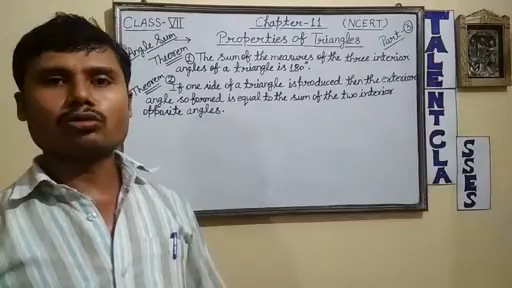 CLASS-VII Chapter-11 (NCERT)
Angle Sum → Properties of Triangles Part-3
Theorem ① The sum of the measures of the three interior
angles of a triangle is 180°.
Theorem ② If one side of a triangle is produced then the exterior
angle so formed is equal to the sum of the two interior
opposite angles.
TALENT CLA
SSES